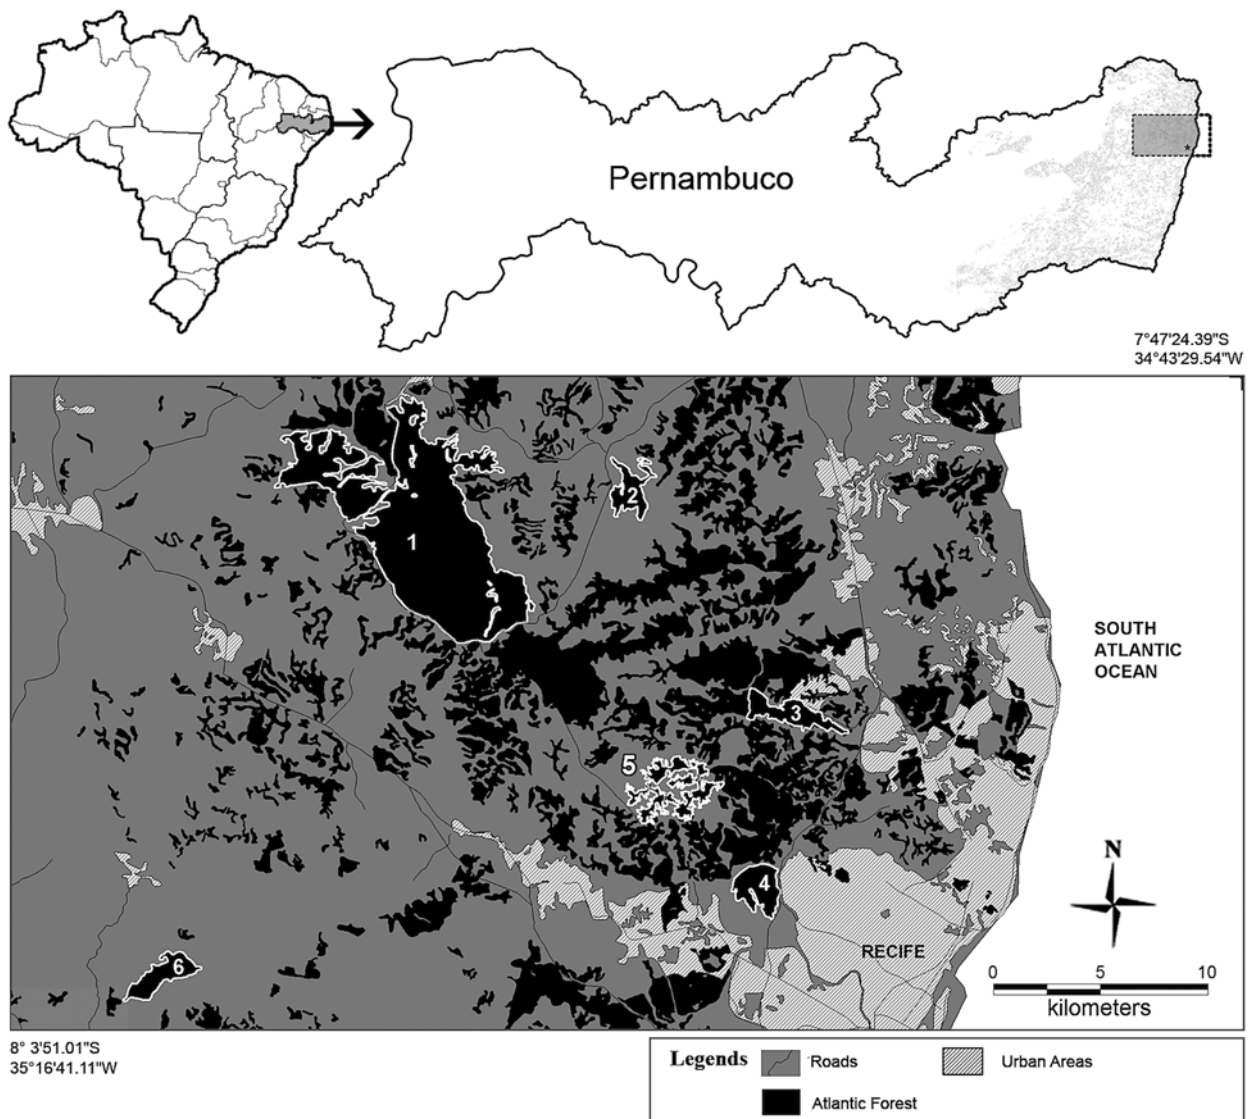 Pernambuco
7°47'24.39"S
34°43'29.54"W
1
2
3
4
5
6
SOUTH
ATLANTIC
OCEAN
N
RECIFE
0 5 10
kilometers
8° 3'51.01"S
35°16'41.11"W
Legends
Roads
Urban Areas
Atlantic Forest